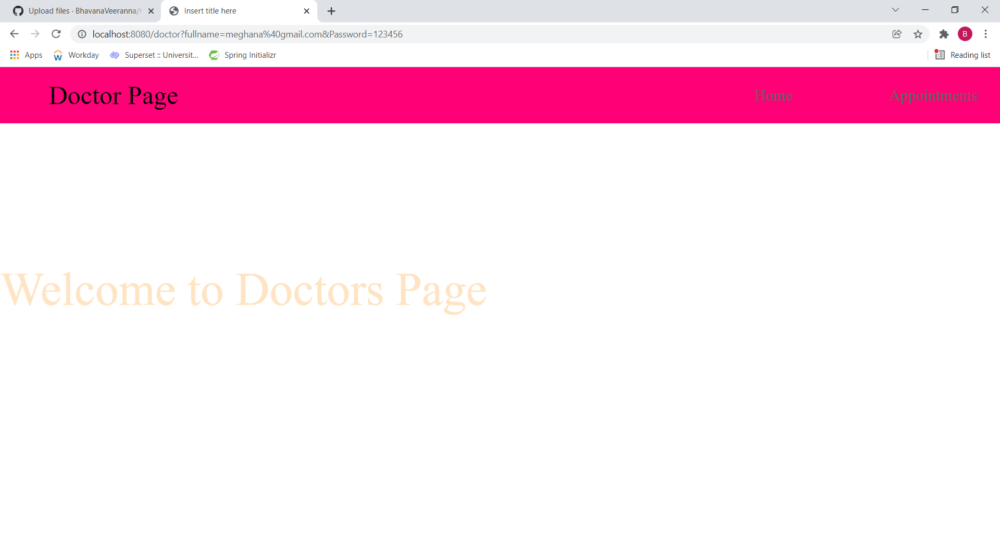 Upload files · BhavanaVeeranna/
Insert title here
localhost:8080/doctor?fullname=meghana%40gmail.com&Password=123456
B
Apps
Workday
Superset :: Universit...
Spring Initializr
Reading list
Doctor Page
Home
Appointments
Welcome to Doctors Page